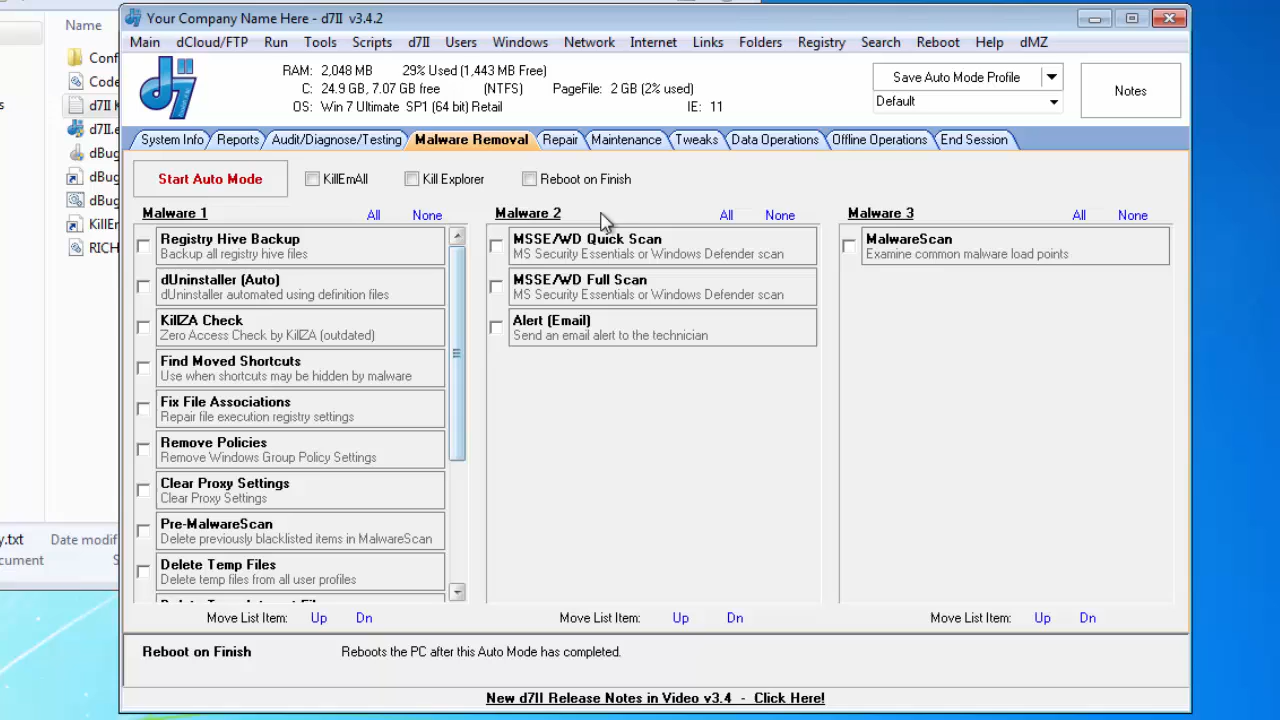 Name
Conf
Code
d7II K
d7II.e
dBug
dBug
dBug
KillEn
RICH
y.txt
Date modif
cument
S
d7
Your Company Name Here - d7II v3.4.2
Main dCloud/FTP Run Tools Scripts d7II Users Windows Network Internet Links Folders Registry Search Reboot Help dMZ
d7
RAM: 2,048 MB 29% Used (1,443 MB Free)
C: 24.9 GB, 7.07 GB free (NTFS) PageFile: 2 GB (2% used)
OS: Win 7 Ultimate SP1 (64 bit) Retail IE: 11
Save Auto Mode Profile
Default
Notes
System Info Reports Audit/Diagnose/Testing Malware Removal Repair Maintenance Tweaks Data Operations Offline Operations End Session
Start Auto Mode KillEmAll Kill Explorer Reboot on Finish
Malware 1 All None
Registry Hive Backup
Backup all registry hive files
dUninstaller (Auto)
dUninstaller automated using definition files
KillZA Check
Zero Access Check by KillZA (outdated)
Find Moved Shortcuts
Use when shortcuts may be hidden by malware
Fix File Associations
Repair file execution registry settings
Remove Policies
Remove Windows Group Policy Settings
Clear Proxy Settings
Clear Proxy Settings
Pre-MalwareScan
Delete previously blacklisted items in MalwareScan
Delete Temp Files
Delete temp files from all user profiles
Move List Item: Up Dn
Malware 2 All None
MSSE/WD Quick Scan
MS Security Essentials or Windows Defender scan
MSSE/WD Full Scan
MS Security Essentials or Windows Defender scan
Alert (Email)
Send an email alert to the technician
Move List Item: Up Dn
Malware 3 All None
MalwareScan
Examine common malware load points
Move List Item: Up Dn
Reboot on Finish Reboots the PC after this Auto Mode has completed.
New d7II Release Notes in Video v3.4 - Click Here!